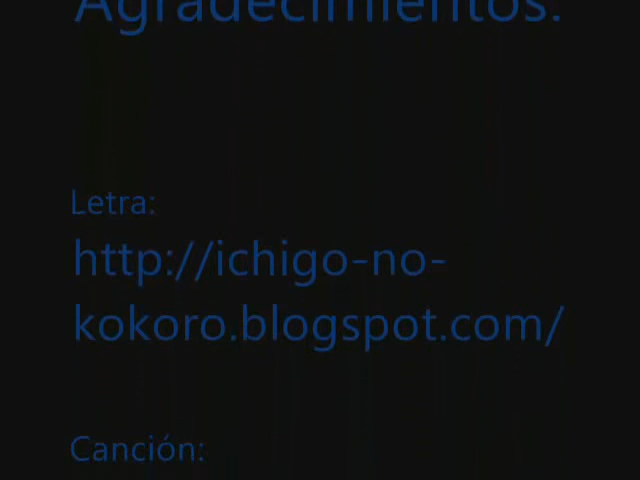 Agradecimientos:
Letra:
http://ichigo-no-
kokoro.blogspot.com/
Canción: